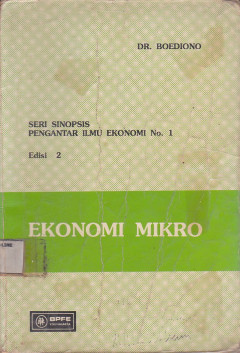 DR. BOEDIONO
SERI SINOPSIS
PENGANTAR ILMU EKONOMI No. 1
Edisi 2
EKONOMI MIKRO
BPFE